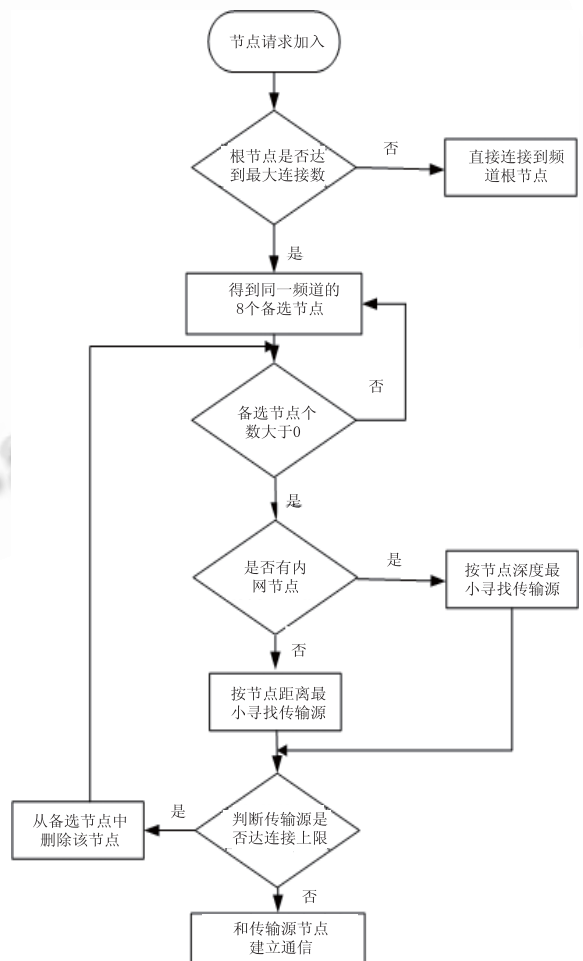 节点请求加入
根节点是否达
到最大连接数
否
直接连接到频
道根节点
是
得到同一频道的
8个备选节点
否
备选节点个
数大于0
是
是否有内
网节点
是
按节点深度最
小寻找传输源
否
按节点距离最
小寻找传输源
判断传输源是
否达连接上限
是
从备选节点中
删除该节点
否
和传输源节点
建立通信